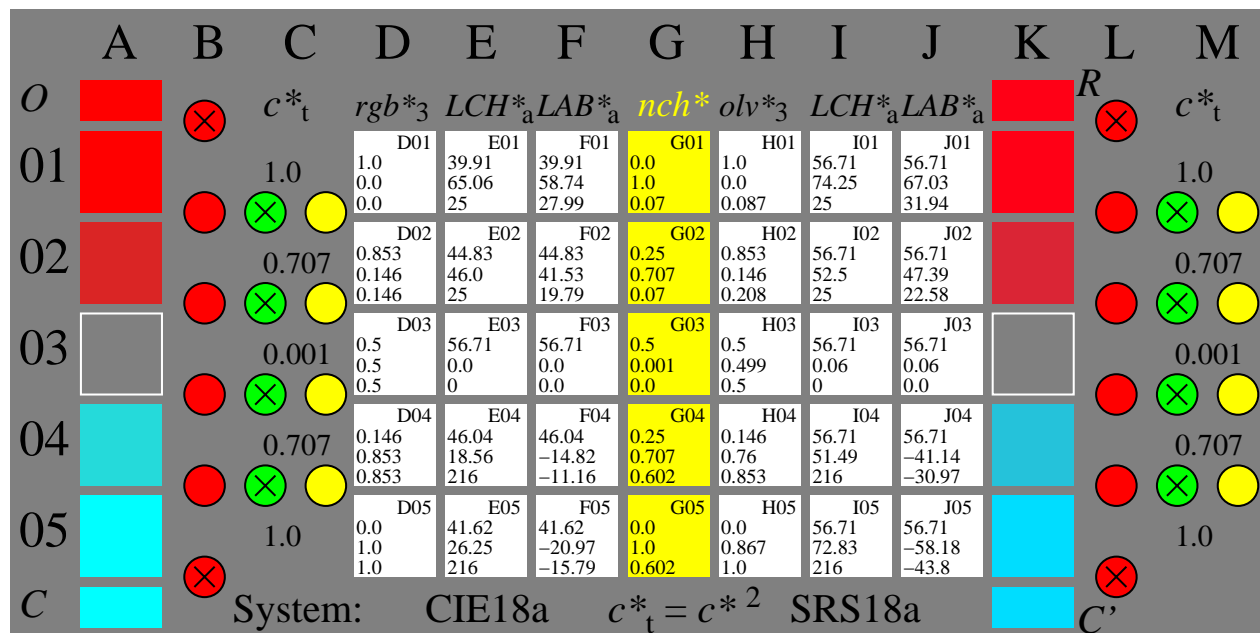 A B C D E F G H I J K L M
O c*t rgb*3 LCH*a LAB*a nch* olv*3 LCH*a LAB*a R c*t
01 1.0 D01 E01 F01 G01 H01 I01 J01 1.0
1.0 39.91 39.91 0.0 1.0 56.71 56.71
0.0 65.06 58.74 1.0 0.0 74.25 67.03
0.0 25 27.99 0.07 0.087 25 31.94
02 0.707 D02 E02 F02 G02 H02 I02 J02 0.707
0.853 44.83 44.83 0.25 0.853 56.71 56.71
0.146 46.0 41.53 0.707 0.146 52.5 47.39
0.146 25 19.79 0.07 0.208 25 22.58
03 0.001 D03 E03 F03 G03 H03 I03 J03 0.001
0.5 56.71 56.71 0.5 0.5 56.71 56.71
0.5 0.0 0.0 0.001 0.499 0.06 0.06
0.5 0 0.0 0.0 0.5 0 0.0
04 0.707 D04 E04 F04 G04 H04 I04 J04 0.707
0.146 46.04 46.04 0.25 0.146 56.71 56.71
0.853 18.56 −14.82 0.707 0.76 51.49 −41.14
0.853 216 −11.16 0.602 0.853 216 −30.97
05 1.0 D05 E05 F05 G05 H05 I05 J05 1.0
0.0 41.62 41.62 0.0 0.0 56.71 56.71
1.0 26.25 −20.97 1.0 0.867 72.83 −58.18
1.0 216 −15.79 0.602 1.0 216 −43.8
C System: CIE18a c*t = c* 2 SRS18a C'